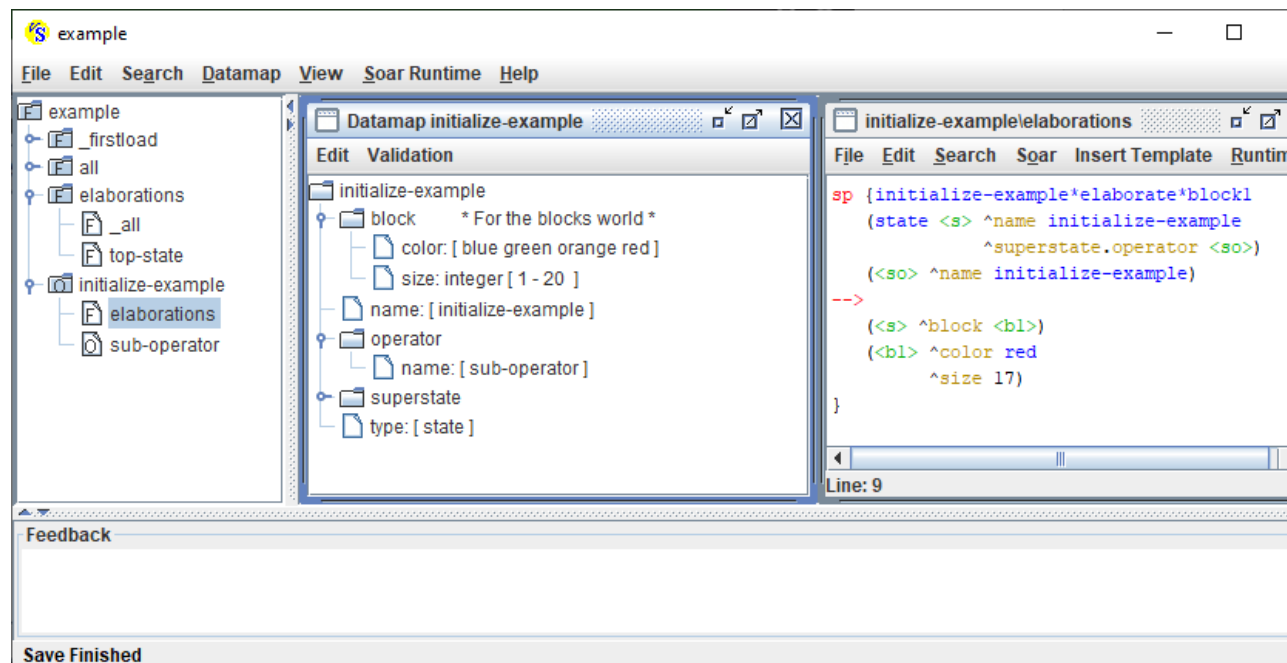 example
File Edit Search Datamap View Soar Runtime Help
example
_firstload
all
elaborations
_all
top-state
initialize-example
elaborations
sub-operator
Datamap initialize-example
Edit Validation
initialize-example
block * For the blocks world *
color: [ blue green orange red ]
size: integer [ 1 - 20 ]
name: [ initialize-example ]
operator
name: [ sub-operator ]
superstate
type: [ state ]
initialize-example\elaborations
File Edit Search Soar Insert Template Runtim
sp {initialize-example*elaborate*block1
(state <s> ^name initialize-example
^superstate.operator <so>)
(<so> ^name initialize-example)
-->
(<s> ^block <bl>)
(<bl> ^color red
^size 17)
}
Line: 9
Feedback
Save Finished